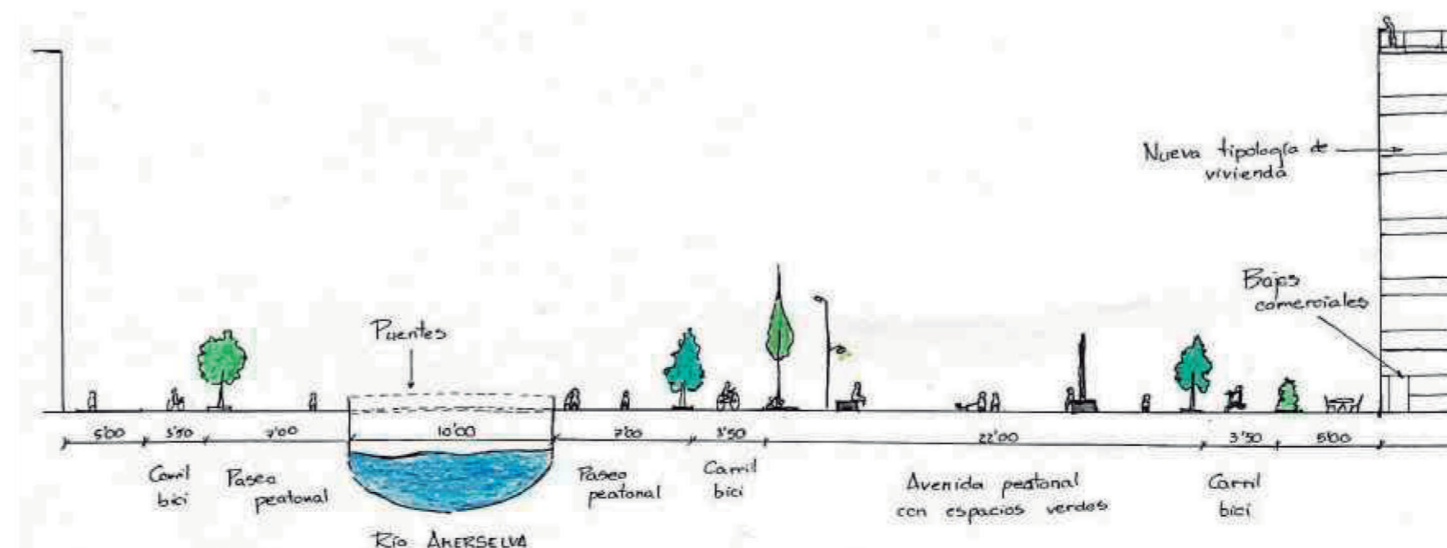 Nueva tipología de
vivienda
Bajos
comerciales
Puentes
5'00
3'50
7'00
10'00
7'00
3'50
22'00
3'50
5'00
Carril
bici
Paseo
peatonal
Paseo
peatonal
Carril
bici
Avenida peatonal
con espacios verdes
Carril
bici
Río AMERSELVA